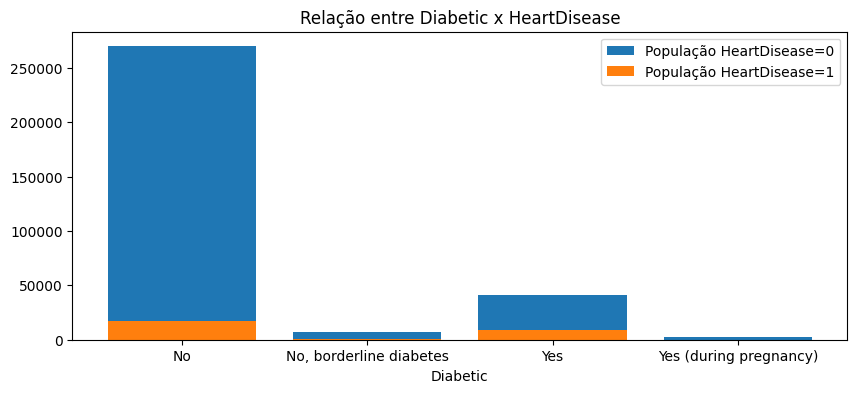 Relação entre Diabetic x HeartDisease
População HeartDisease=0
População HeartDisease=1
250000
200000
150000
100000
50000
0
No
No, borderline diabetes
Yes
Yes (during pregnancy)
Diabetic